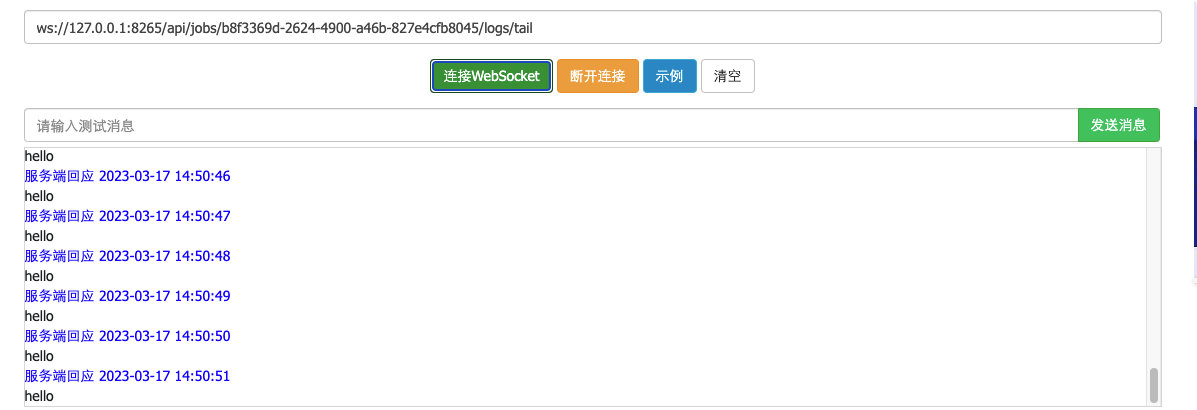 ws://127.0.0.1:8265/api/jobs/b8f3369d-2624-4900-a46b-827e4cfb8045/logs/tail
连接WebSocket 断开连接 示例 清空
请输入测试消息 发送消息
hello
服务端回应 2023-03-17 14:50:46
hello
服务端回应 2023-03-17 14:50:47
hello
服务端回应 2023-03-17 14:50:48
hello
服务端回应 2023-03-17 14:50:49
hello
服务端回应 2023-03-17 14:50:50
hello
服务端回应 2023-03-17 14:50:51
hello